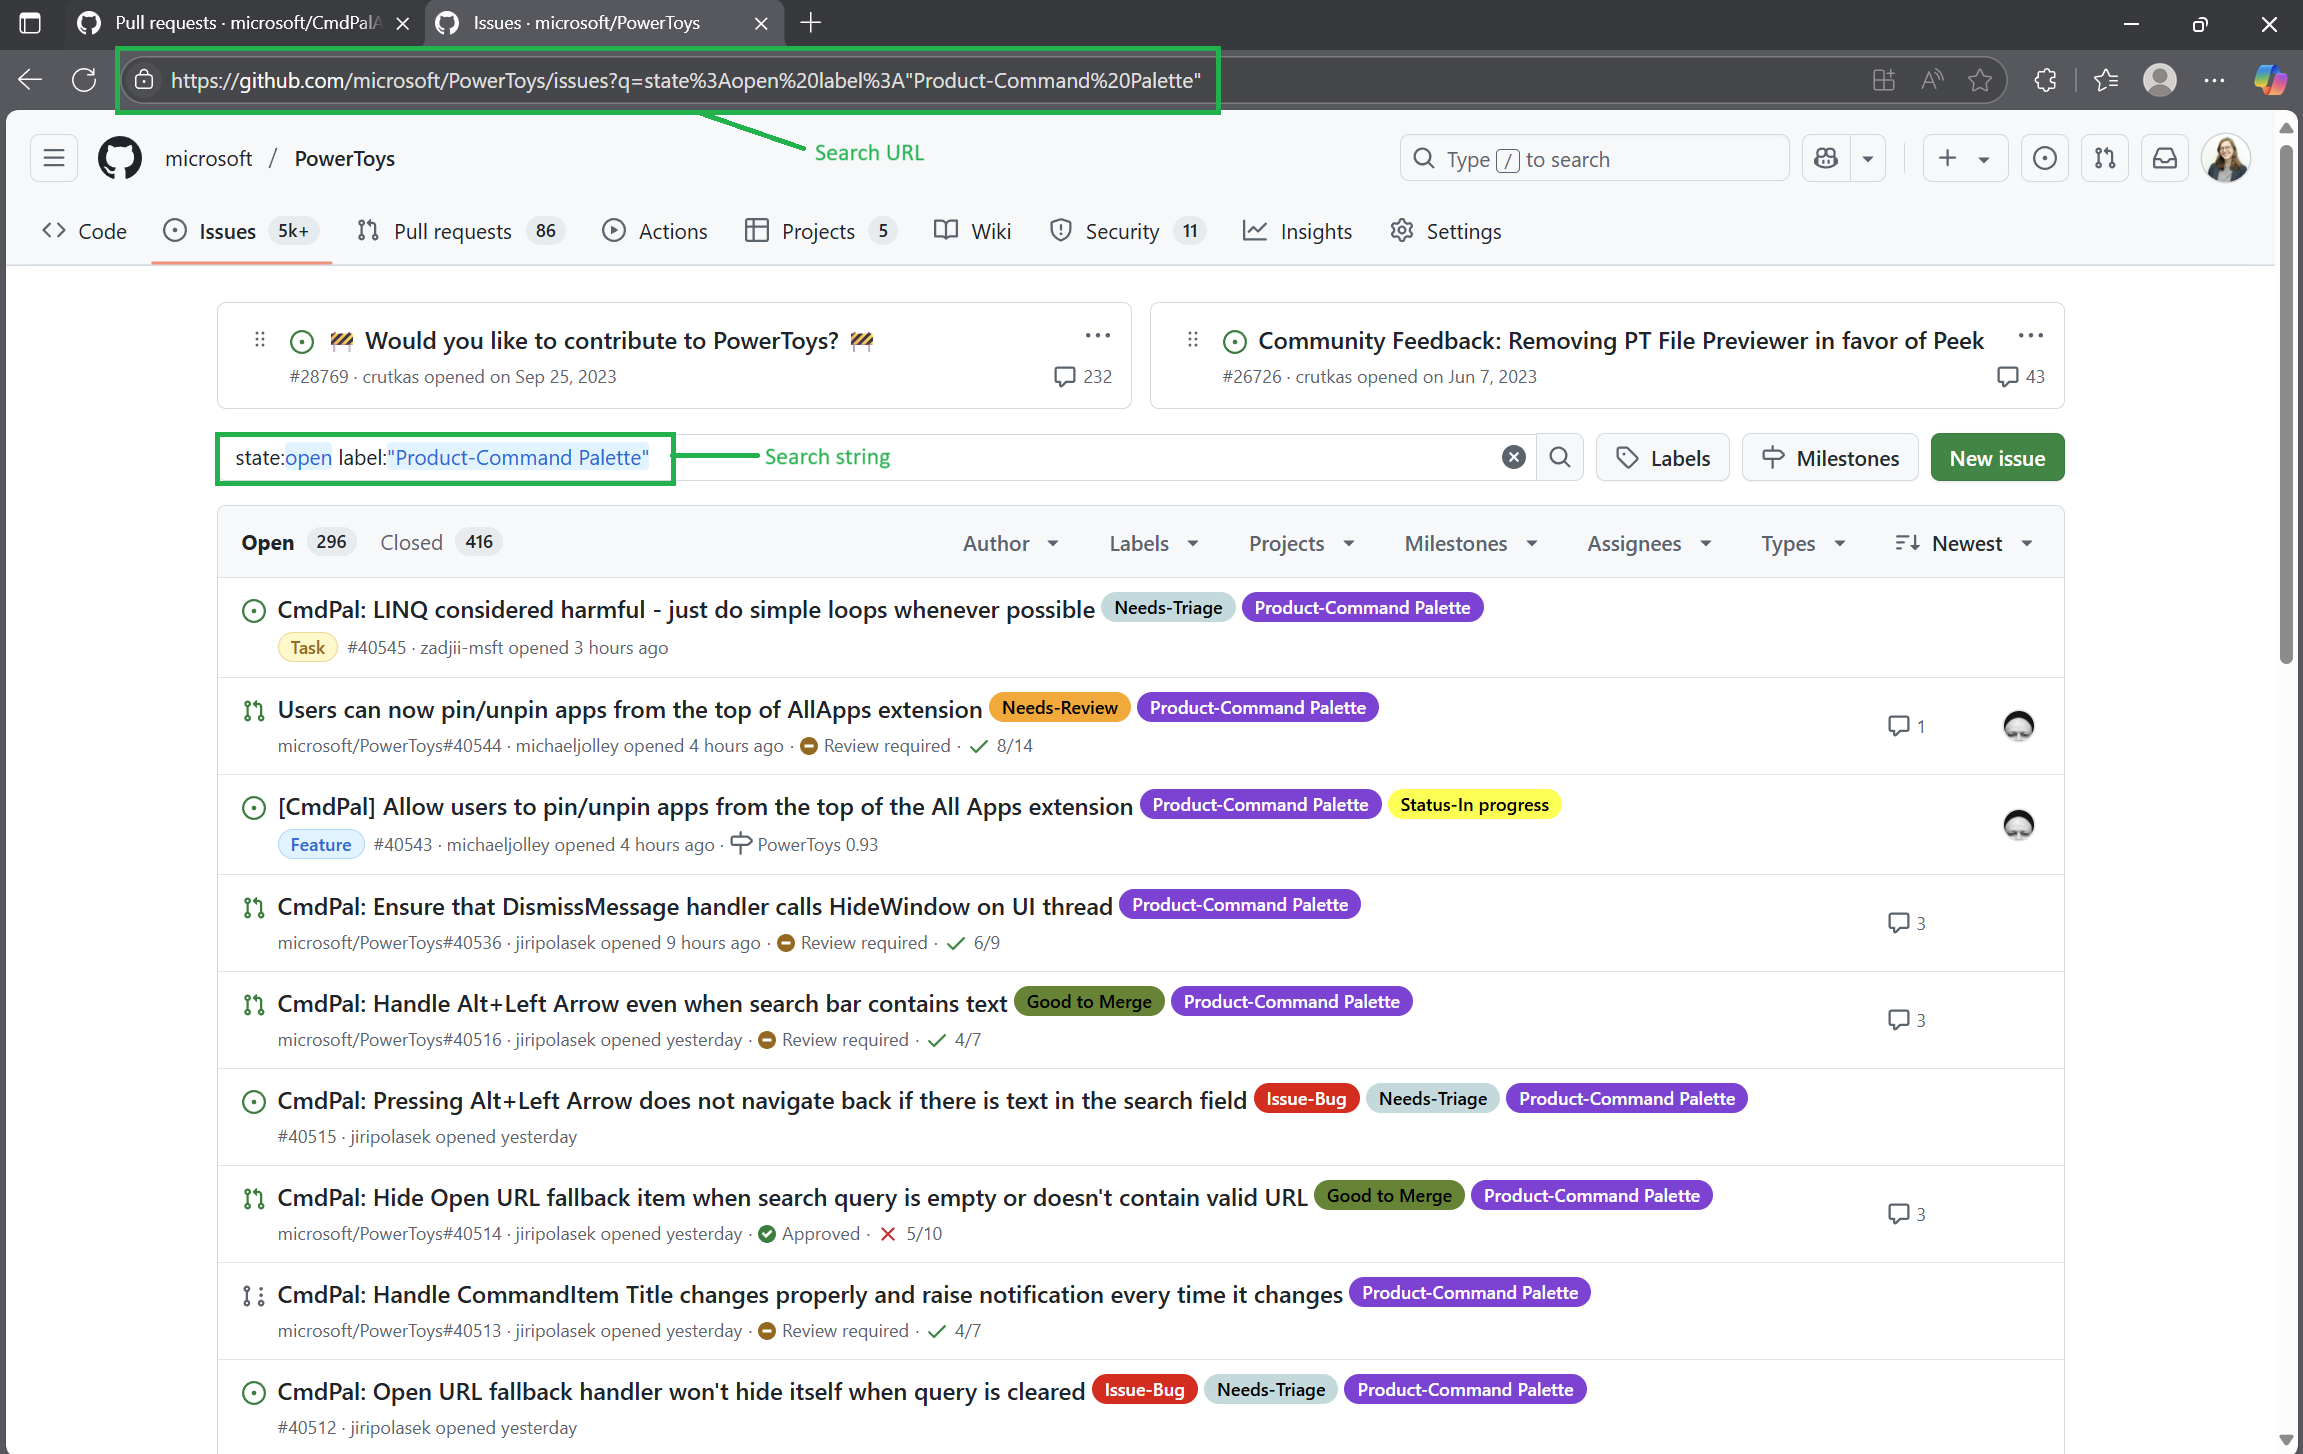 Pull requests · microsoft/CmdPalA
Issues · microsoft/PowerToys
https://github.com/microsoft/PowerToys/issues?q=state%3Aopen%20label%3A"Product-Command%20Palette"
Search URL
microsoft / PowerToys
Type / to search
Code
Issues 5k+
Pull requests 86
Actions
Projects 5
Wiki
Security 11
Insights
Settings
🚧 Would you like to contribute to PowerToys? 🚧
#28769 · crutkas opened on Sep 25, 2023
232
Community Feedback: Removing PT File Previewer in favor of Peek
#26726 · crutkas opened on Jun 7, 2023
43
state:open label:"Product-Command Palette"
Search string
Labels
Milestones
New issue
Open 296
Closed 416
Author
Labels
Projects
Milestones
Assignees
Types
Newest
CmdPal: LINQ considered harmful - just do simple loops whenever possible Needs-Triage Product-Command Palette
Task #40545 · zadjii-msft opened 3 hours ago
Users can now pin/unpin apps from the top of AllApps extension Needs-Review Product-Command Palette
microsoft/PowerToys#40544 · michaeljolley opened 4 hours ago · Review required · 8/14
1
[CmdPal] Allow users to pin/unpin apps from the top of the All Apps extension Product-Command Palette Status-In progress
Feature #40543 · michaeljolley opened 4 hours ago · PowerToys 0.93
CmdPal: Ensure that DismissMessage handler calls HideWindow on UI thread Product-Command Palette
microsoft/PowerToys#40536 · jiripolasek opened 9 hours ago · Review required · 6/9
3
CmdPal: Handle Alt+Left Arrow even when search bar contains text Good to Merge Product-Command Palette
microsoft/PowerToys#40516 · jiripolasek opened yesterday · Review required · 4/7
3
CmdPal: Pressing Alt+Left Arrow does not navigate back if there is text in the search field Issue-Bug Needs-Triage Product-Command Palette
#40515 · jiripolasek opened yesterday
CmdPal: Hide Open URL fallback item when search query is empty or doesn't contain valid URL Good to Merge Product-Command Palette
microsoft/PowerToys#40514 · jiripolasek opened yesterday · Approved · 5/10
3
CmdPal: Handle CommandItem Title changes properly and raise notification every time it changes Product-Command Palette
microsoft/PowerToys#40513 · jiripolasek opened yesterday · Review required · 4/7
CmdPal: Open URL fallback handler won't hide itself when query is cleared Issue-Bug Needs-Triage Product-Command Palette
#40512 · jiripolasek opened yesterday